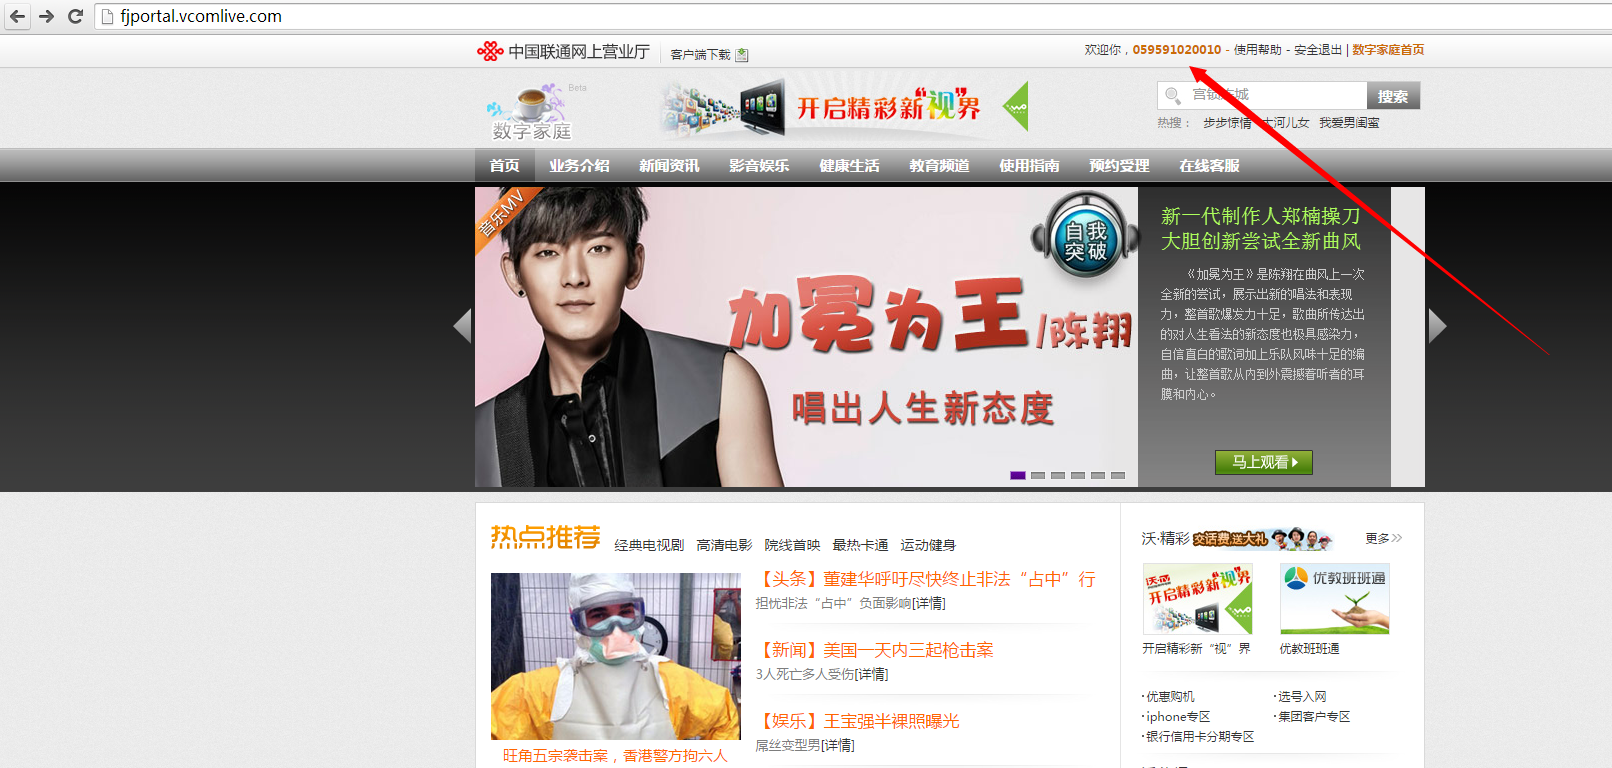 fjportal.vcomlive.com
中国联通网上营业厅 客户端下载
欢迎你，059591020010 - 使用帮助 - 安全退出 | 数字家庭首页
Beta
数字家庭
开启精彩新“视”界
搜索
热搜： 步步惊情 大河儿女 我爱男闺蜜
首页 业务介绍 新闻资讯 影音娱乐 健康生活 教育频道 使用指南 预约受理 在线客服
音乐MV
自我
突破
加冕为王/陈翔
唱出人生新态度
新一代制作人郑楠操刀
大胆创新尝试全新曲风
《加冕为王》是陈翔在曲风上一次
全新的尝试，展示出新的唱法和表现
力，整首歌爆发力十足，歌曲所传达出
的对人生看法的新态度也极具感染力，
自信直白的歌词加上乐队风味十足的编
曲，让整首歌从内到外震撼着听者的耳
膜和内心。
马上观看
热点推荐 经典电视剧 高清电影 院线首映 最热卡通 运动健身
【头条】董建华呼吁尽快终止非法“占中”行
担忧非法“占中”负面影响[详情]
【新闻】美国一天内三起枪击案
3人死亡多人受伤[详情]
【娱乐】王宝强半裸照曝光
屌丝变型男[详情]
旺角五宗袭击案，香港警方拘六人
沃·精彩 交话费,送大礼 更多
开启精彩新“视”界
优教班班通
开启精彩新“视”界 优教班班通
·优惠购机 ·选号入网
·iphone专区 ·集团客户专区
·银行信用卡分期专区